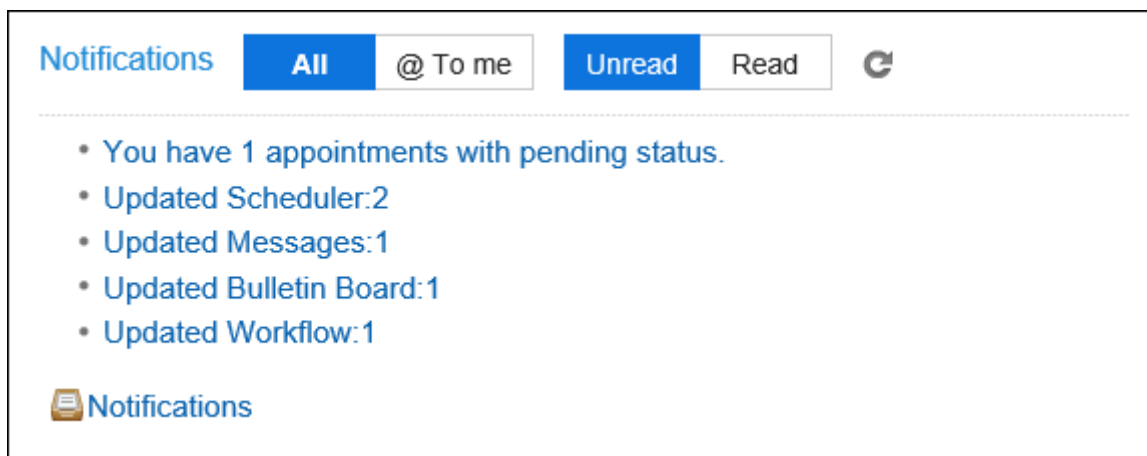 Notifications All @ To me Unread Read
You have 1 appointments with pending status.
Updated Scheduler:2
Updated Messages:1
Updated Bulletin Board:1
Updated Workflow:1
Notifications